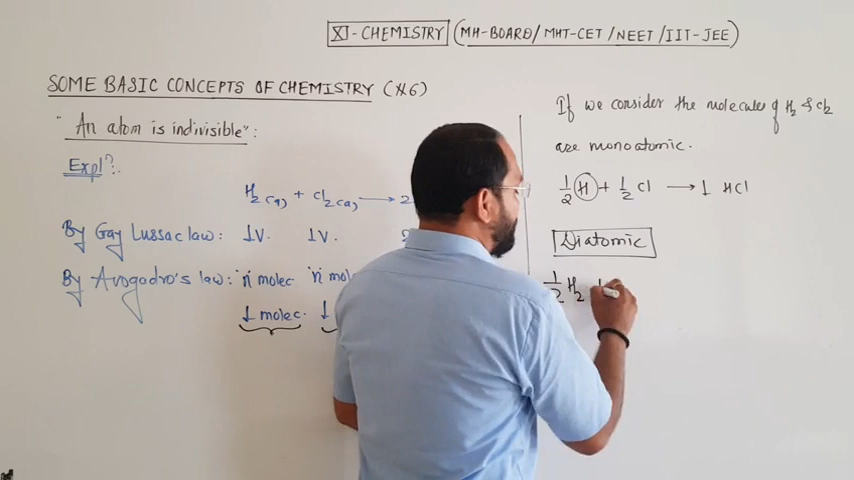 XI-CHEMISTRY (MH-BOARD/MHT-CET/NEET/IIT-JEE)
SOME BASIC CONCEPTS OF CHEMISTRY (#6)
"An atom is indivisible":
Expl?:
H2(g) + Cl2(g) → 2
By Gay Lussac law: 1V. 1V. 2
By Avogadro's law: 'n' molec 'n' mol
1 molec. 1
If we consider the molecules of H2 & Cl2
are monoatomic.
1/2 H + 1/2 Cl → 1 HCl
Diatomic
1/2 H2